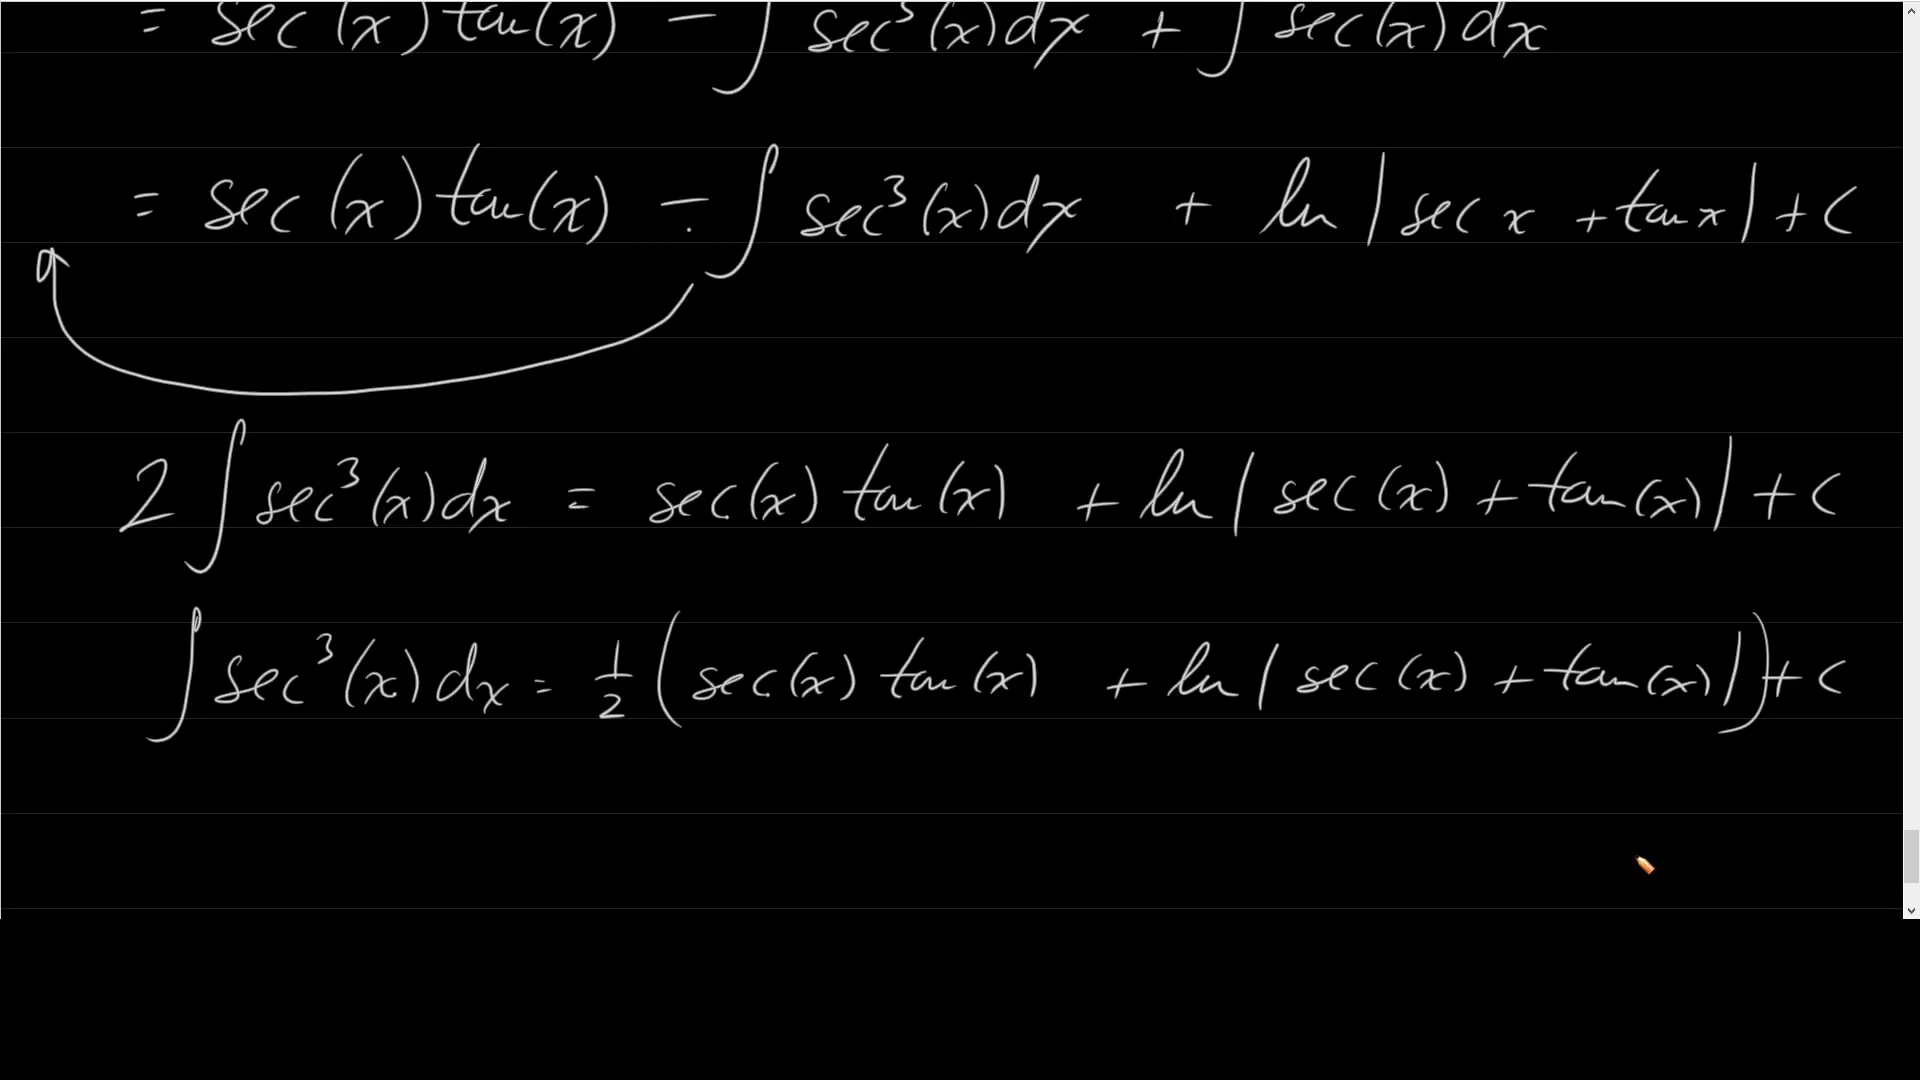 = sec(x) tan(x) − ∫ sec³(x) dx + ∫ sec(x) dx
= sec(x) tan(x) − ∫ sec³(x) dx + ln |sec x + tan x| + C
2 ∫ sec³(x) dx = sec(x) tan(x) + ln | sec(x) + tan(x) | + C
∫ sec³(x) dx = 1/2 ( sec(x) tan(x) + ln | sec(x) + tan(x) | ) + C